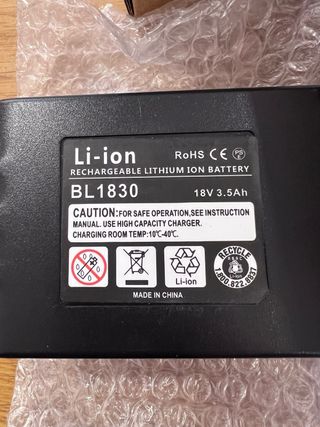 Li-ion RoHS CE PS E
RECHARGEABLE LITHIUM ION BATTERY
BL1830 18V 3.5Ah
CAUTION:FOR SAFE OPERATION,SEE INSTRUCTION
MANUAL. USE HIGH CAPACITY CHARGER.
CHARGING ROOM TEMP:10℃-40℃.
Li-ion
RECYCLE
RBRC
Li-ion
1.800.822.8837
MADE IN CHINA